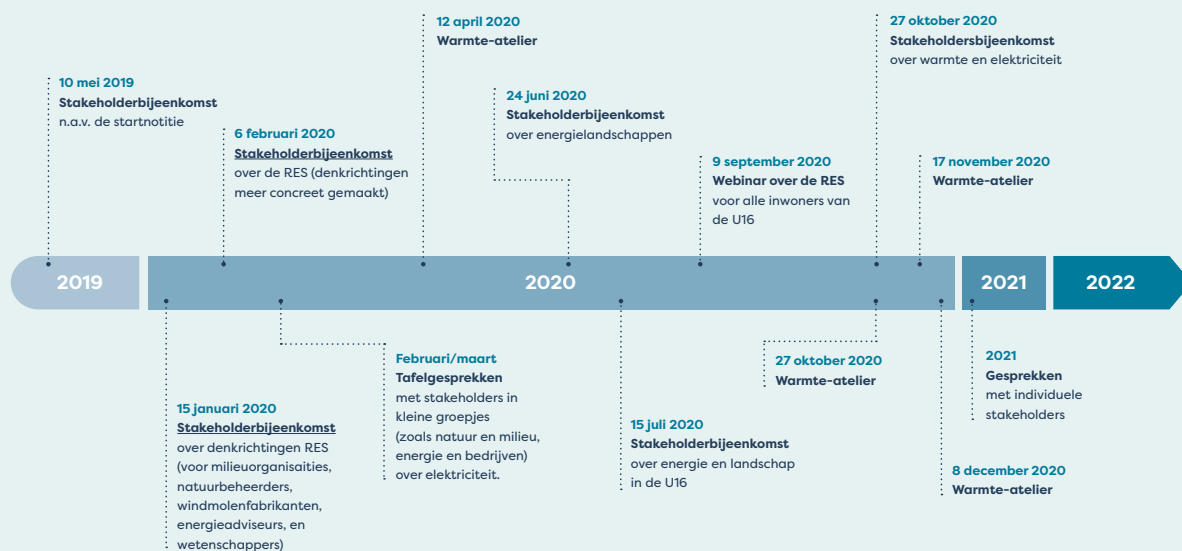 12 april 2020
Warmte-atelier
27 oktober 2020
Stakeholdersbijeenkomst
over warmte en elektriciteit
10 mei 2019
Stakeholderbijeenkomst
n.a.v. de startnotitie
24 juni 2020
Stakeholderbijeenkomst
over energielandschappen
6 februari 2020
Stakeholderbijeenkomst
over de RES (denkrichtingen
meer concreet gemaakt)
9 september 2020
Webinar over de RES
voor alle inwoners van
de U16
17 november 2020
Warmte-atelier
2019
2020
2021
2022
15 januari 2020
Stakeholderbijeenkomst
over denkrichtingen RES
(voor milieuorganisaities,
natuurbeheerders,
windmolenfabrikanten,
energieadviseurs, en
wetenschappers)
Februari/maart
Tafelgesprekken
met stakeholders in
kleine groepjes
(zoals natuur en milieu,
energie en bedrijven)
over elektriciteit.
15 juli 2020
Stakeholderbijeenkomst
over energie en landschap
in de U16
27 oktober 2020
Warmte-atelier
8 december 2020
Warmte-atelier
2021
Gesprekken
met individuele
stakeholders